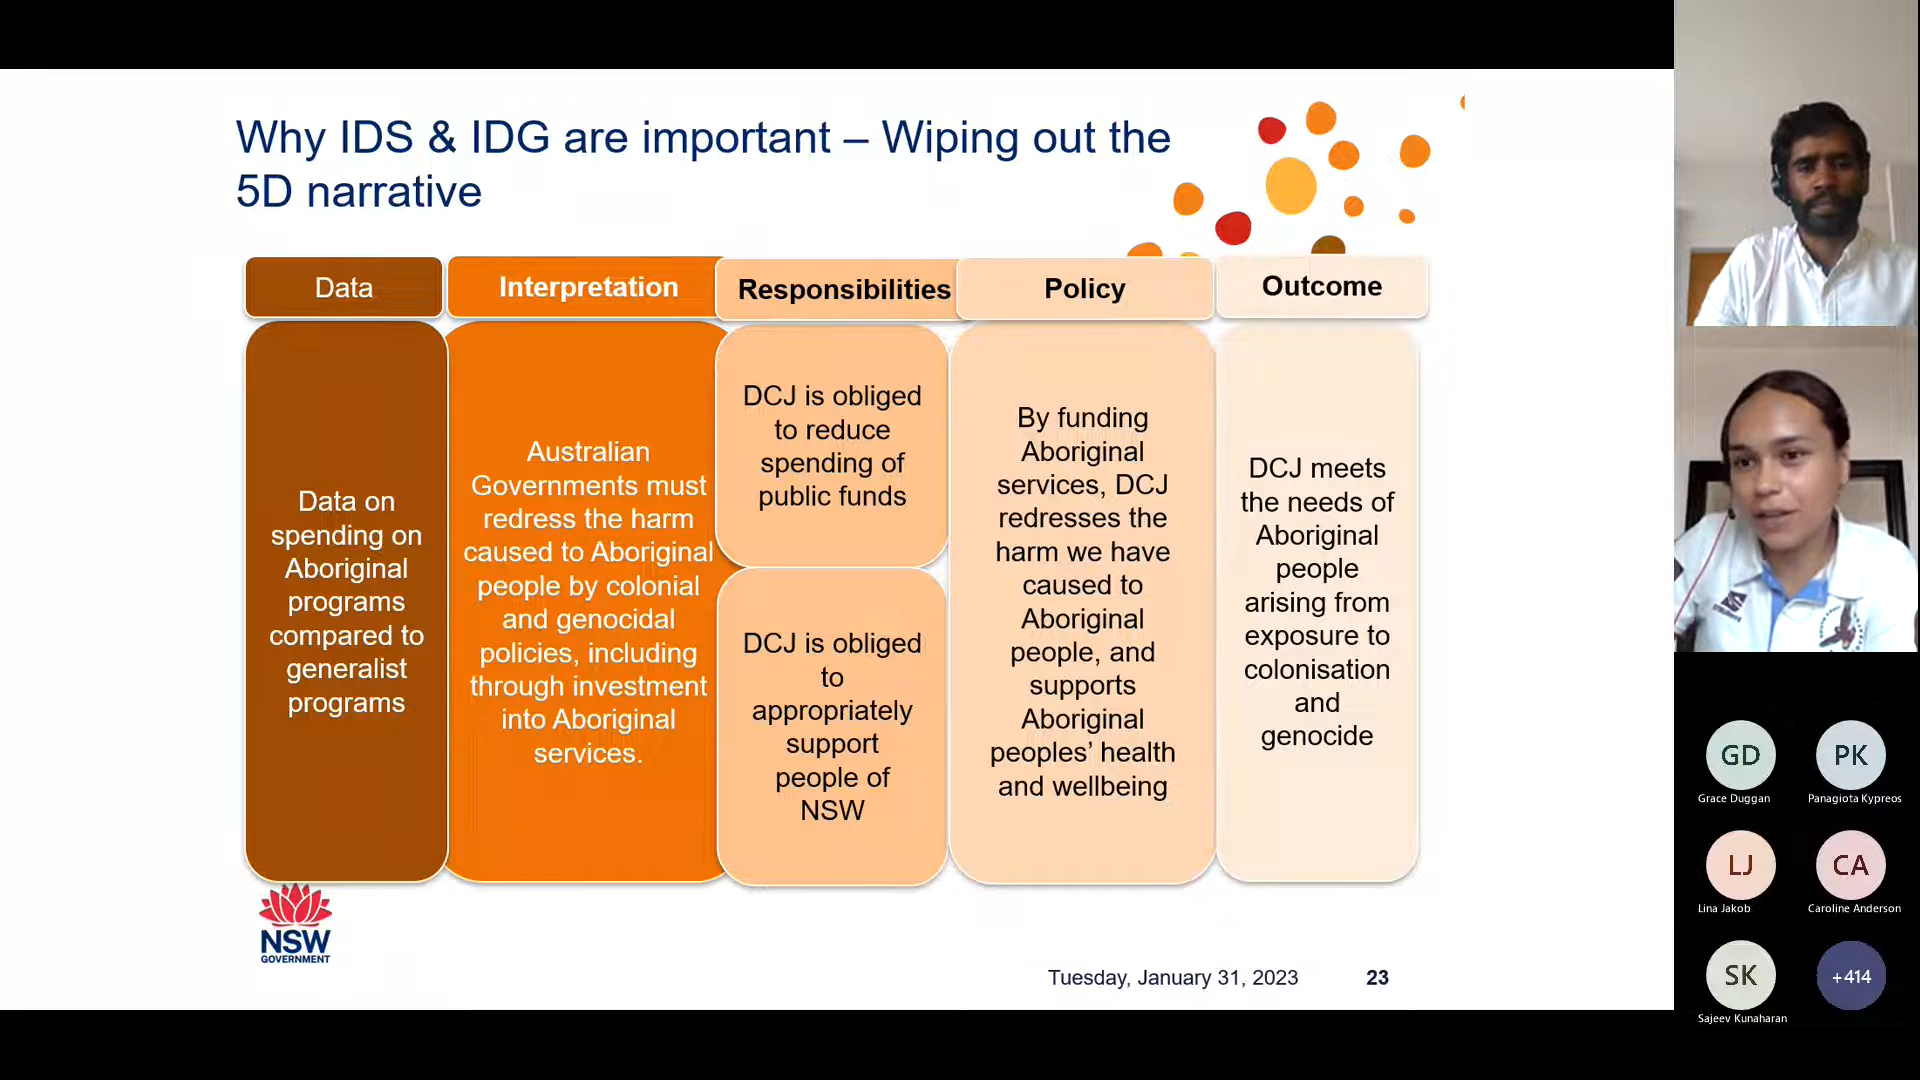 Why IDS & IDG are important – Wiping out the
5D narrative
Data
Interpretation
Responsibilities
Policy
Outcome
Data on
spending on
Aboriginal
programs
compared to
generalist
programs
Australian
Governments must
redress the harm
caused to Aboriginal
people by colonial
and genocidal
policies, including
through investment
into Aboriginal
services.
DCJ is obliged
to reduce
spending of
public funds
DCJ is obliged
to
appropriately
support
people of
NSW
By funding
Aboriginal
services, DCJ
redresses the
harm we have
caused to
Aboriginal
people, and
supports
Aboriginal
peoples’ health
and wellbeing
DCJ meets
the needs of
Aboriginal
people
arising from
exposure to
colonisation
and
genocide
NSW
GOVERNMENT
Tuesday, January 31, 2023
23
GD
Grace Duggan
PK
Panagiota Kypreos
LJ
Lina Jakob
CA
Caroline Anderson
SK
Sajeev Kunaharan
+414